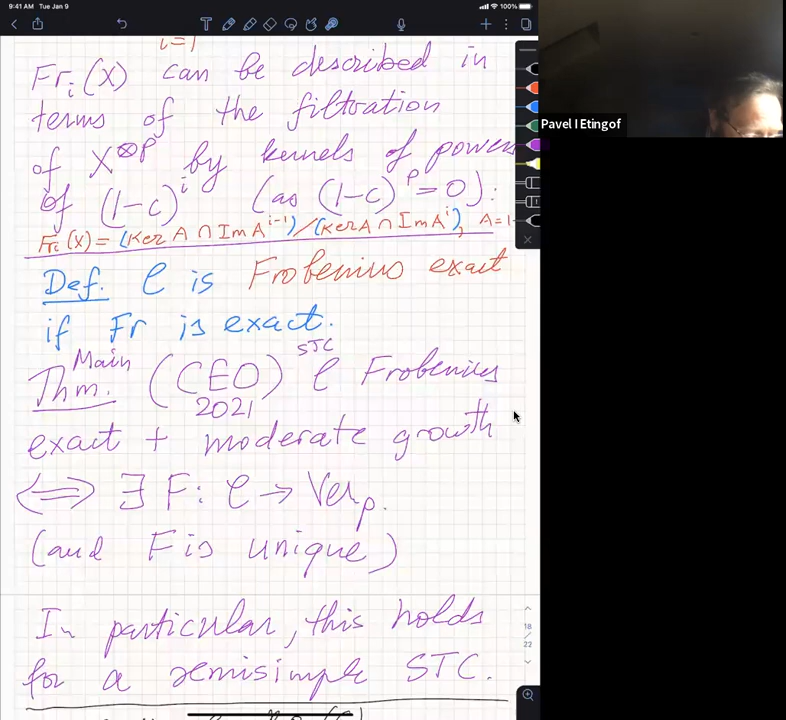 9:41 AM Tue Jan 9
100%
i=1
Fr_i(X) can be described in
terms of the filtration
of X^{⊗p} by kernels of powers
of (1-c)^i (as (1-c)^p = 0):
Fr_i(X) = (Ker A ∩ Im A^{i-1})/(Ker A ∩ Im A^i), A=1-
Def. C is Frobenius exact
if Fr is exact.
Main Thm. (CEO) 2021 STC C Frobenius
exact + moderate growth
⟺ ∃ F: C → Ver_p.
(and F is unique)
In particular, this holds
for a semisimple STC.
18
/
22
Pavel I Etingof